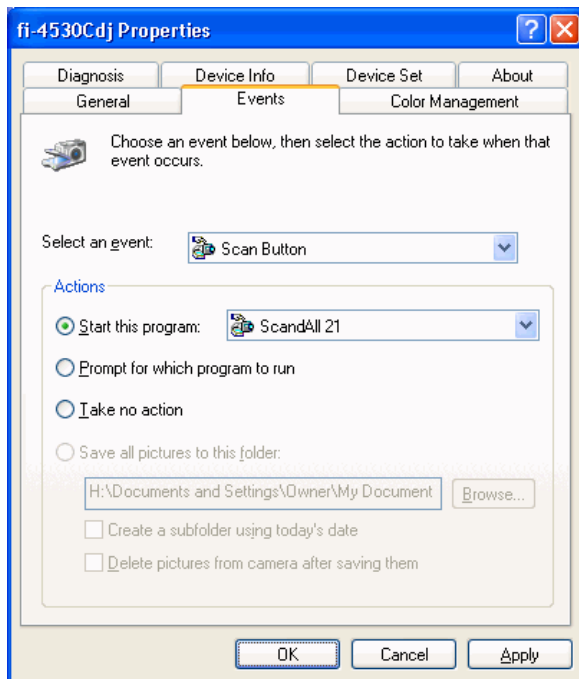 fi-4530Cdj Properties
Diagnosis Device Info Device Set About
General Events Color Management
Choose an event below, then select the action to take when that
event occurs.
Select an event: Scan Button
Actions
Start this program: ScandAll 21
Prompt for which program to run
Take no action
Save all pictures to this folder:
H:\Documents and Settings\Owner\My Document Browse...
Create a subfolder using today's date
Delete pictures from camera after saving them
OK Cancel Apply